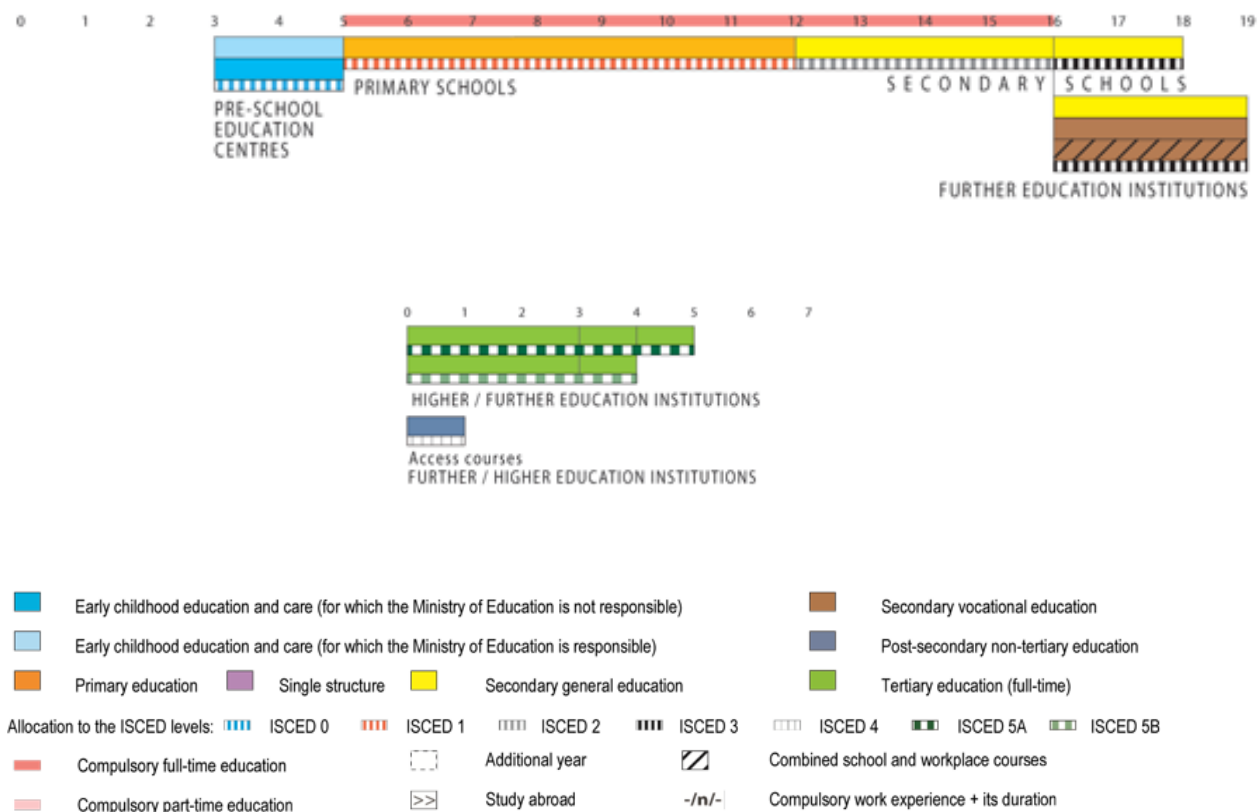 0 1 2 3 4 5 6 7 8 9 10 11 12 13 14 15 16 17 18 19
PRIMARY SCHOOLS
SECONDARY SCHOOLS
PRE-SCHOOL
EDUCATION
CENTRES
FURTHER EDUCATION INSTITUTIONS
0 1 2 3 4 5 6 7
HIGHER / FURTHER EDUCATION INSTITUTIONS
Access courses
FURTHER / HIGHER EDUCATION INSTITUTIONS
Early childhood education and care (for which the Ministry of Education is not responsible)
Secondary vocational education
Early childhood education and care (for which the Ministry of Education is responsible)
Post-secondary non-tertiary education
Primary education
Single structure
Secondary general education
Tertiary education (full-time)
Allocation to the ISCED levels: ISCED 0 ISCED 1 ISCED 2 ISCED 3 ISCED 4 ISCED 5A ISCED 5B
Compulsory full-time education
Additional year
Combined school and workplace courses
Compulsory part-time education
>> Study abroad
-/n/- Compulsory work experience + its duration